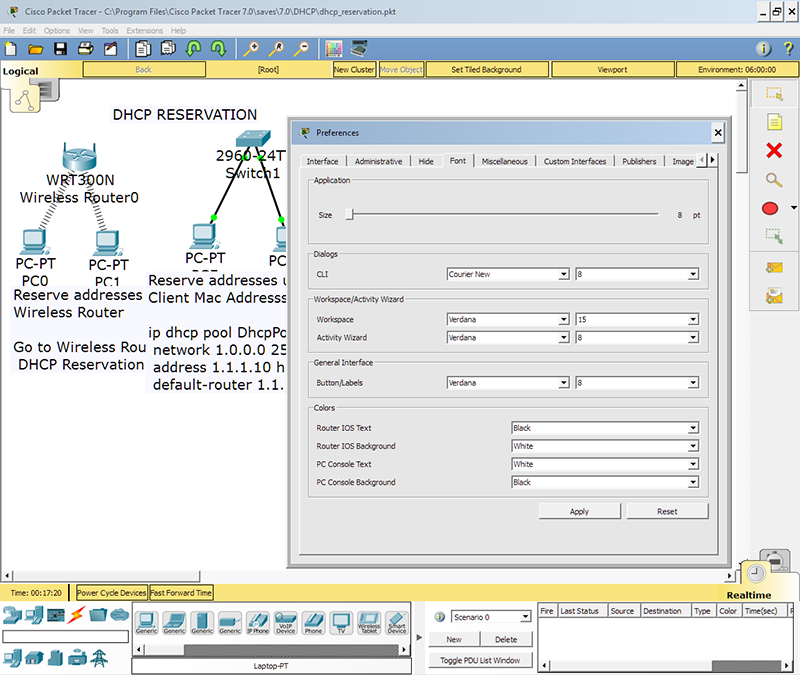 Cisco Packet Tracer - C:\Program Files\Cisco Packet Tracer 7.0\saves\7.0\DHCP\dhcp_reservation.pkt
File Edit Options View Tools Extensions Help
Logical Back [Root] New Cluster Move Object Set Tiled Background Viewport Environment: 06:00:00
DHCP RESERVATION
2960-24T
Switch1
WRT300N
Wireless Router0
PC-PT
PC0
PC-PT
PC1
PC-PT
PC
Reserve addresses
Wireless Router
Go to Wireless Rou
DHCP Reservation
Reserve addresses u
Client Mac Addresss
ip dhcp pool DhcpPo
network 1.0.0.0 25
address 1.1.1.10 h
default-router 1.1.
Preferences
Interface Administrative Hide Font Miscellaneous Custom Interfaces Publishers Image
Application
Size 8 pt
Dialogs
CLI Courier New 8
Workspace/Activity Wizard
Workspace Verdana 15
Activity Wizard Verdana 8
General Interface
Button/Labels Verdana 8
Colors
Router IOS Text Black
Router IOS Background White
PC Console Text White
PC Console Background Black
Apply Reset
Time: 00:17:20 Power Cycle Devices Fast Forward Time
Realtime
Generic Generic Generic Generic IP Phone VoIP Device Phone TV Wireless Tablet Smart Device
Laptop-PT
Scenario 0
New Delete
Toggle PDU List Window
Fire Last Status Source Destination Type Color Time(sec)